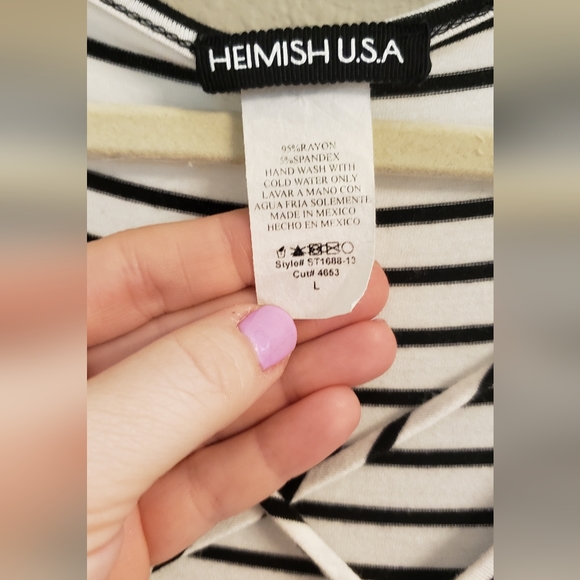 HEIMISH U.S.A
95%RAYON
5%SPANDEX
HAND WASH WITH
COLD WATER ONLY
LAVAR A MANO CON
AGUA FRIA SOLEMENTE
MADE IN MEXICO
HECHO EN MEXICO
Style# ST1688-13
Cut# 4653
L